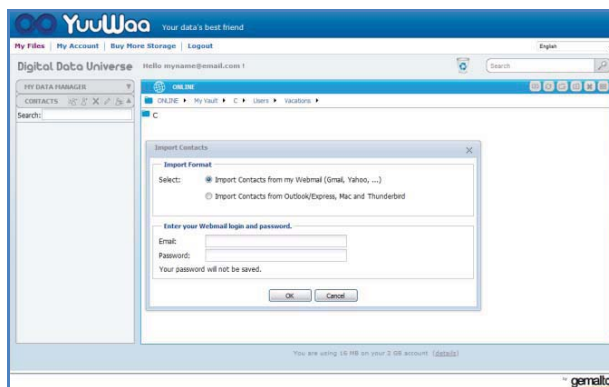 YuuWaa Your data's best friend
My Files | My Account | Buy More Storage | Logout English
Digital Data Universe Hello myname@email.com ! Search
MY DATA MANAGER ONLINE
CONTACTS ONLINE My Vault C Users Vacations
Search: C
Import Contacts
Import Format
Select: Import Contacts from my Webmail (Gmail, Yahoo, ...)
Import Contacts from Outlook/Express, Mac and Thunderbird
Enter your Webmail login and password.
Email:
Password:
Your password will not be saved.
OK Cancel
You are using 16 MB on your 2 GB account (details)
by gemalto